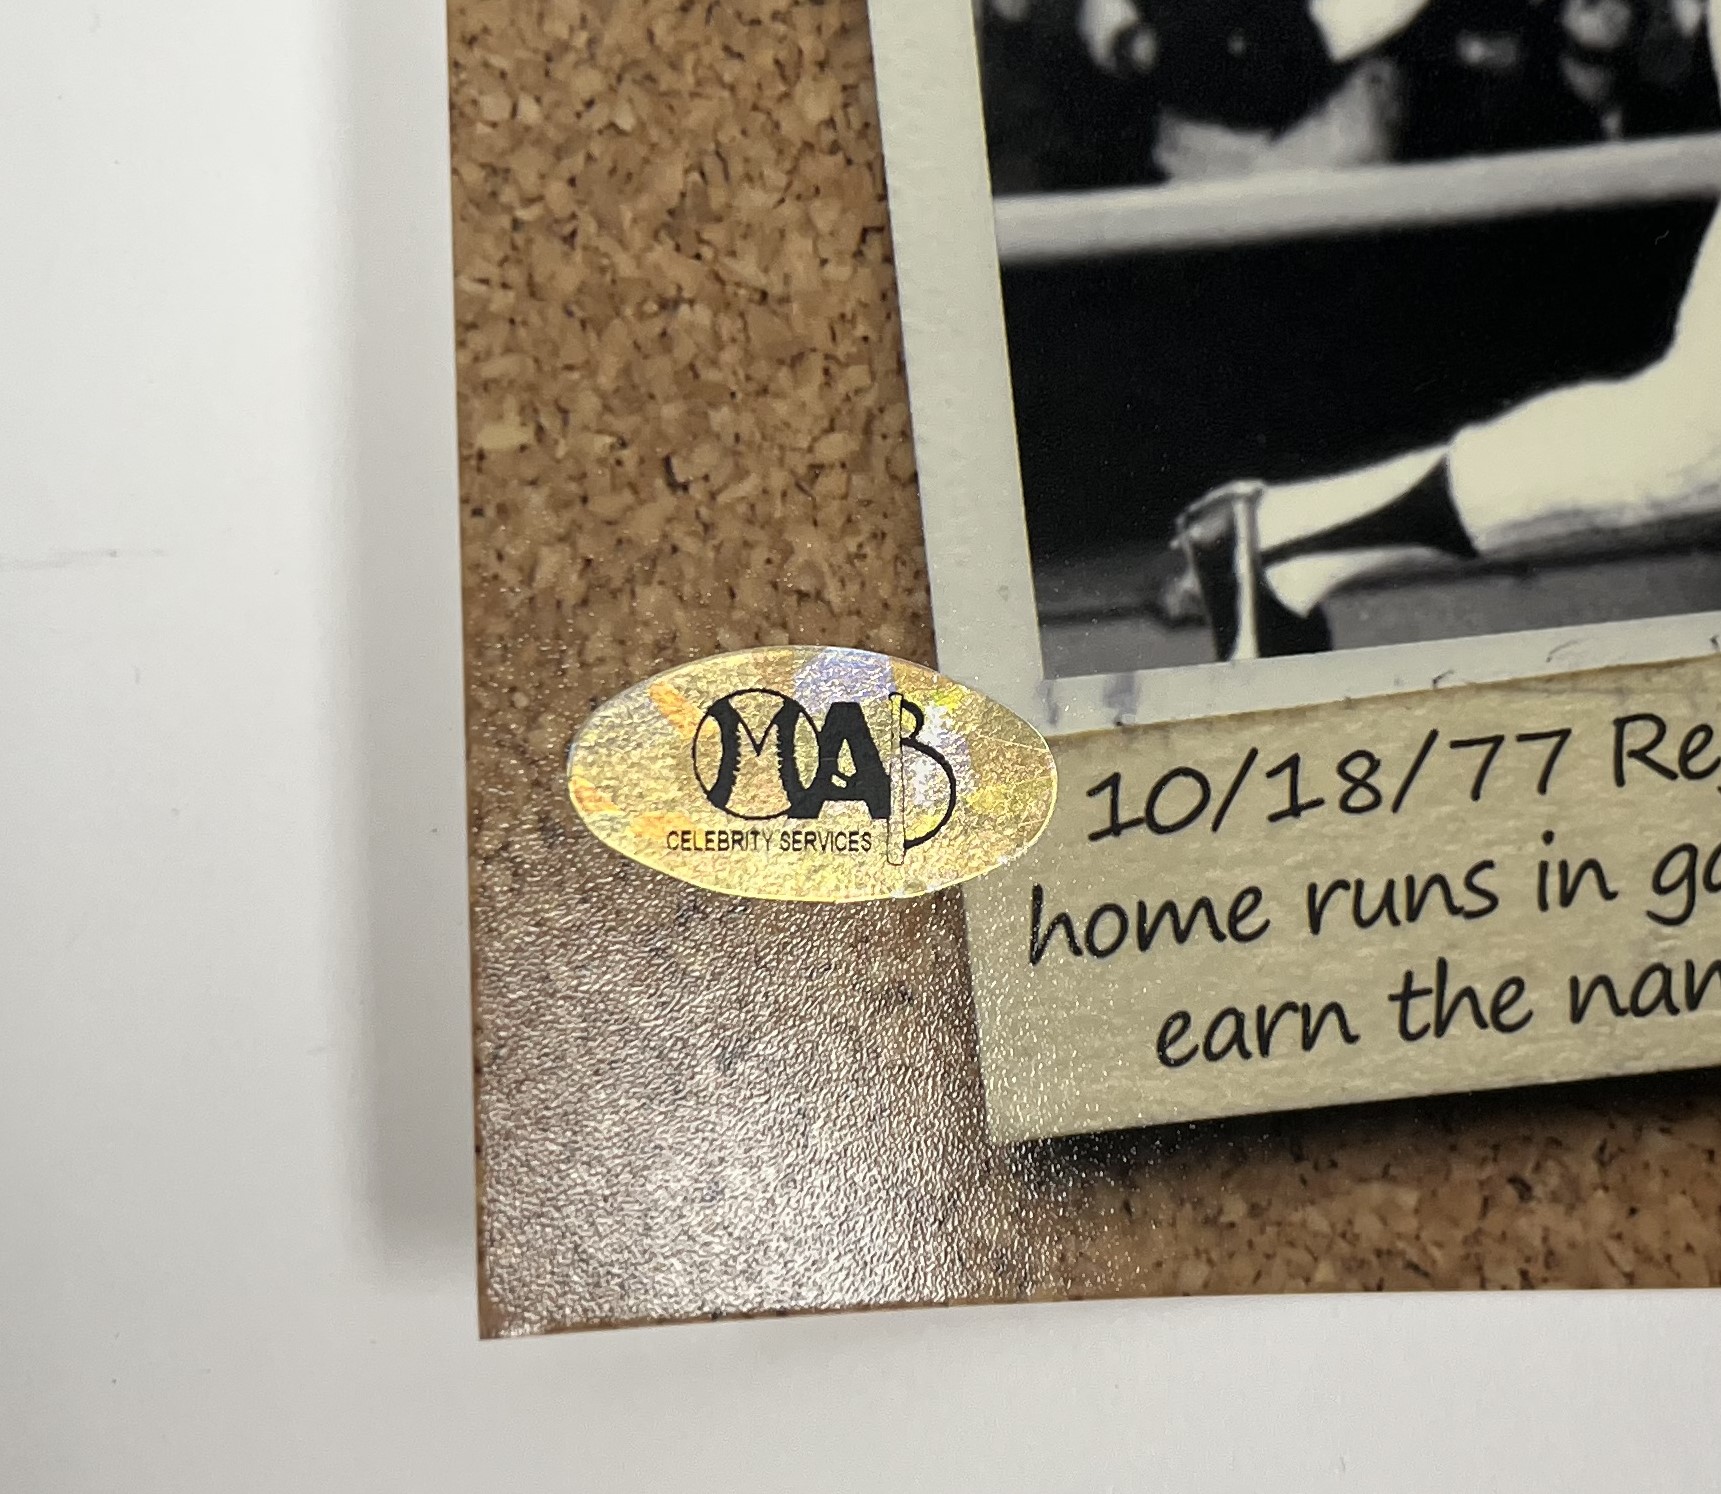 MAB
CELEBRITY SERVICES
10/18/77
home runs in
earn the